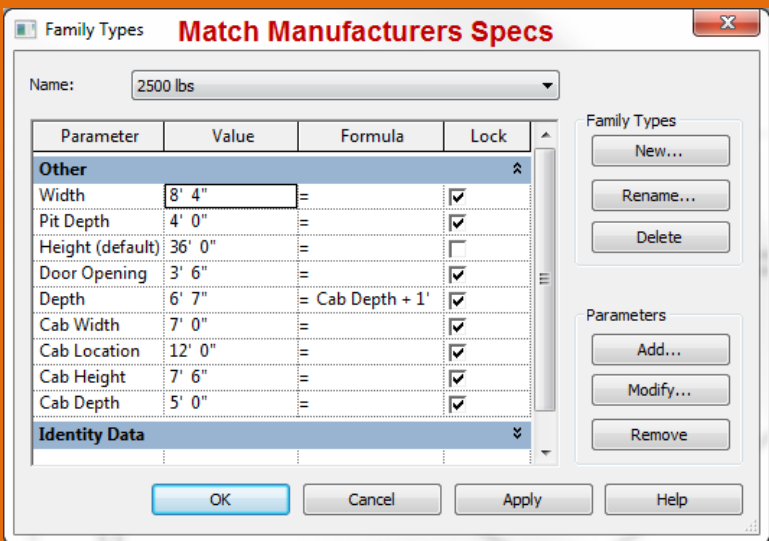 Family Types Match Manufacturers Specs
Name: 2500 lbs
Parameter Value Formula Lock
Other
Width 8' 4" =
Pit Depth 4' 0" =
Height (default) 36' 0" =
Door Opening 3' 6" =
Depth 6' 7" = Cab Depth + 1'
Cab Width 7' 0" =
Cab Location 12' 0" =
Cab Height 7' 6" =
Cab Depth 5' 0" =
Identity Data
Family Types
New...
Rename...
Delete
Parameters
Add...
Modify...
Remove
OK Cancel Apply Help